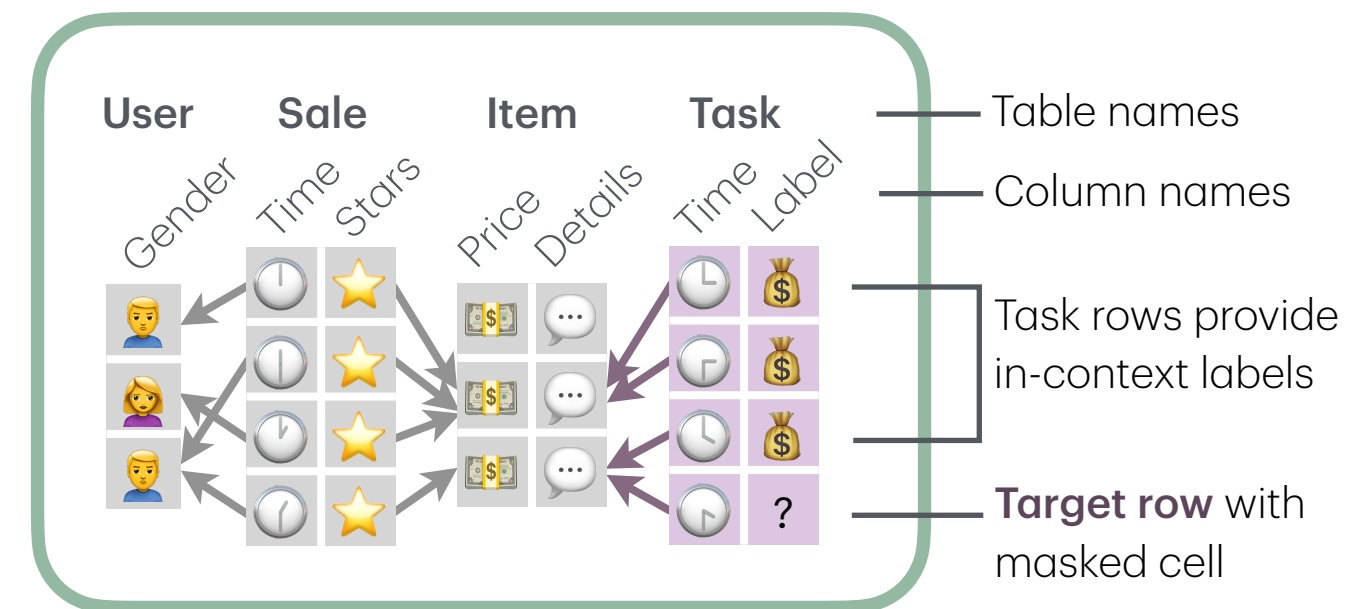 User Sale Item Task
Table names
Gender Time Stars Price Details Time Label
Column names
Task rows provide
in-context labels
?
Target row with
masked cell